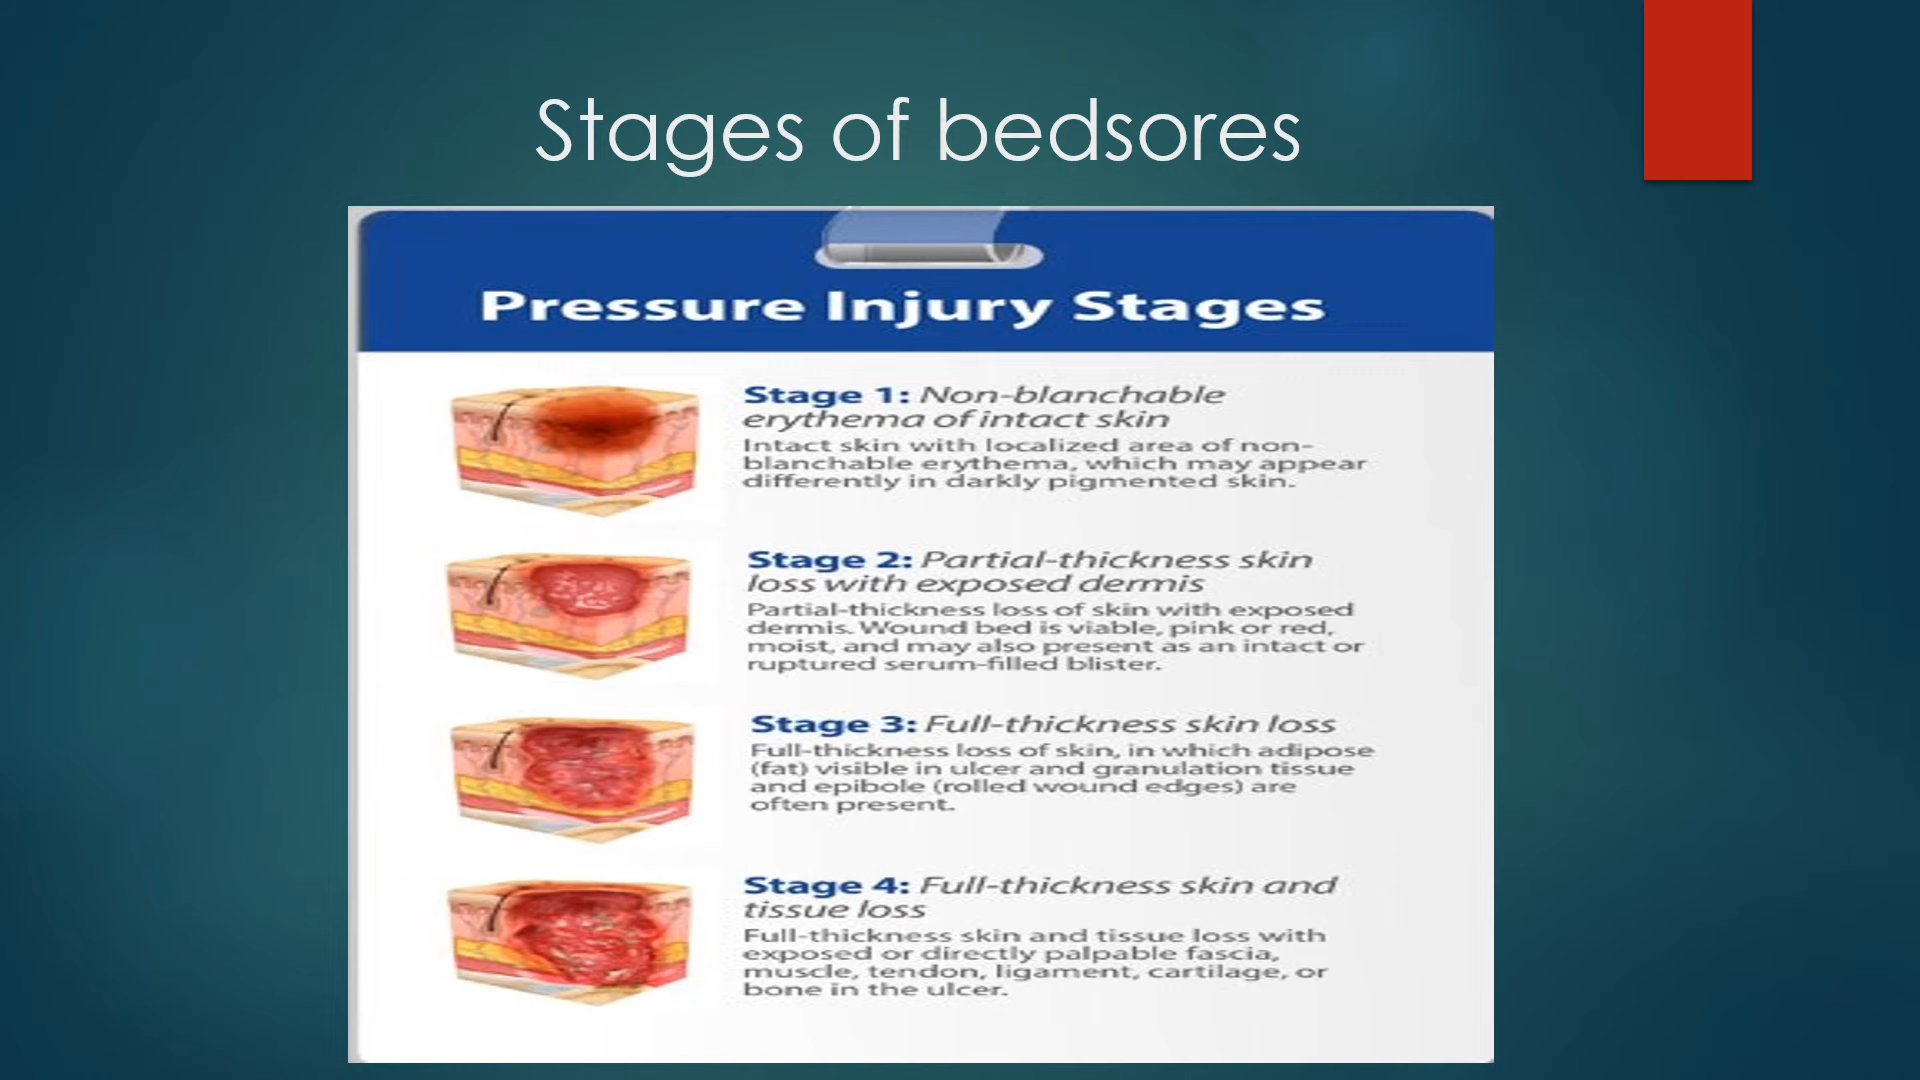 Stages of bedsores
Pressure Injury Stages
Stage 1: Non-blanchable
erythema of intact skin
Intact skin with localized area of non-
blanchable erythema, which may appear
differently in darkly pigmented skin.
Stage 2: Partial-thickness skin
loss with exposed dermis
Partial-thickness loss of skin with exposed
dermis. Wound bed is viable, pink or red,
moist, and may also present as an intact or
ruptured serum-filled blister.
Stage 3: Full-thickness skin loss
Full-thickness loss of skin, in which adipose
(fat) visible in ulcer and granulation tissue
and epibole (rolled wound edges) are
often present.
Stage 4: Full-thickness skin and
tissue loss
Full-thickness skin and tissue loss with
exposed or directly palpable fascia,
muscle, tendon, ligament, cartilage, or
bone in the ulcer.